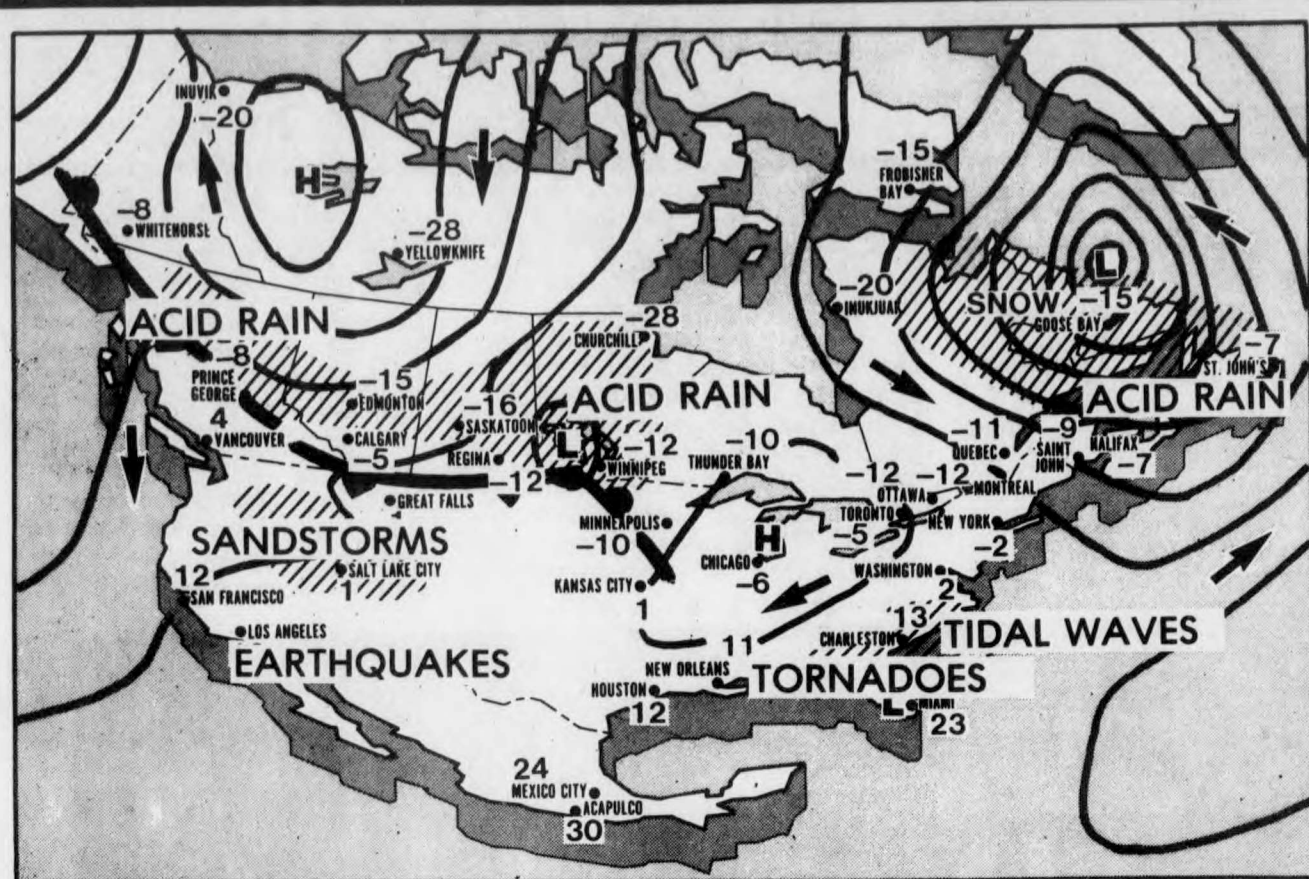 INUVIK
-20
H
-15
FROBISHER
BAY
-8
WHITEHORSE
-28
YELLOWKNIFE
L
-20
INUKJUAK
SNOW
-15
GOOSE BAY
ACID RAIN
-28
CHURCHILL
-7
ST. JOHN'S
-8
PRINCE
GEORGE
-15
EDMONTON
-16
SASKATOON
ACID RAIN
ACID RAIN
4
VANCOUVER
CALGARY
-5
REGINA
-12
L
-12
WINNIPEG
-10
THUNDER BAY
-11
QUEBEC
-9
SAINT
JOHN
HALIFAX
-7
-12
OTTAWA
-12
MONTREAL
GREAT FALLS
MINNEAPOLIS
-10
TORONTO
-5
NEW YORK
-2
SANDSTORMS
H
CHICAGO
-6
WASHINGTON
2
12
SAN FRANCISCO
SALT LAKE CITY
1
KANSAS CITY
1
LOS ANGELES
EARTHQUAKES
13
CHARLESTON
TIDAL WAVES
11
NEW ORLEANS
TORNADOES
HOUSTON
12
L
MIAMI
23
24
MEXICO CITY
ACAPULCO
30